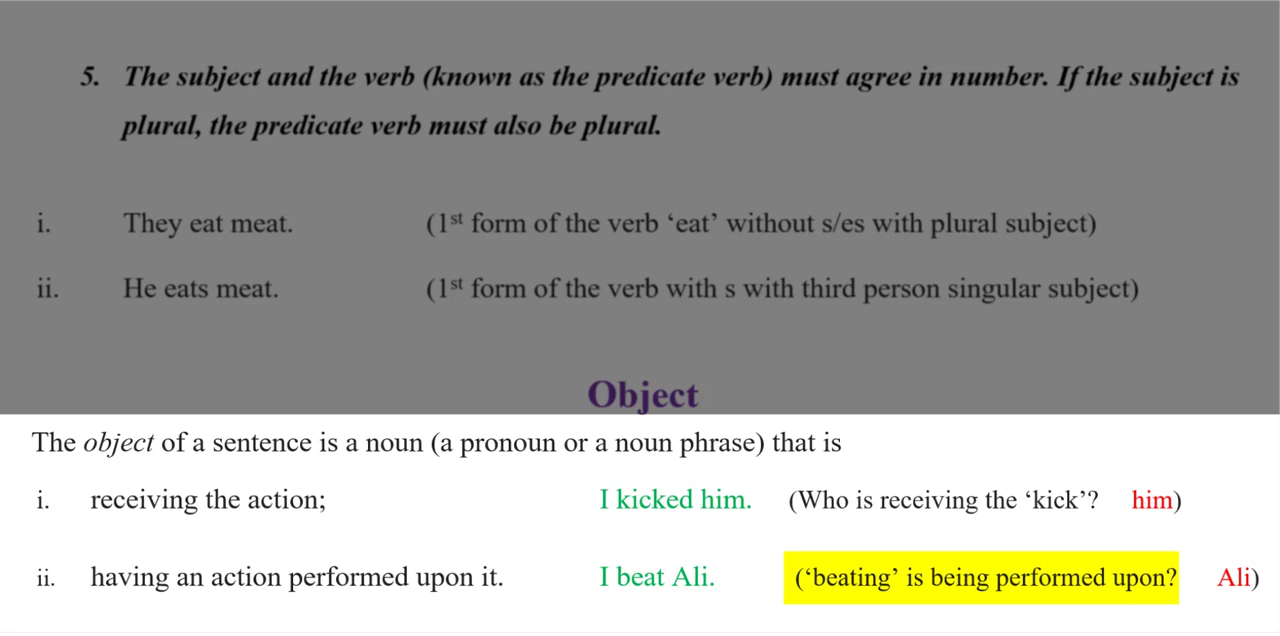 5. The subject and the verb (known as the predicate verb) must agree in number. If the subject is
plural, the predicate verb must also be plural.
i. They eat meat. (1st form of the verb ‘eat’ without s/es with plural subject)
ii. He eats meat. (1st form of the verb with s with third person singular subject)
Object
The object of a sentence is a noun (a pronoun or a noun phrase) that is
i. receiving the action; I kicked him. (Who is receiving the ‘kick’? him)
ii. having an action performed upon it. I beat Ali. (‘beating’ is being performed upon? Ali)